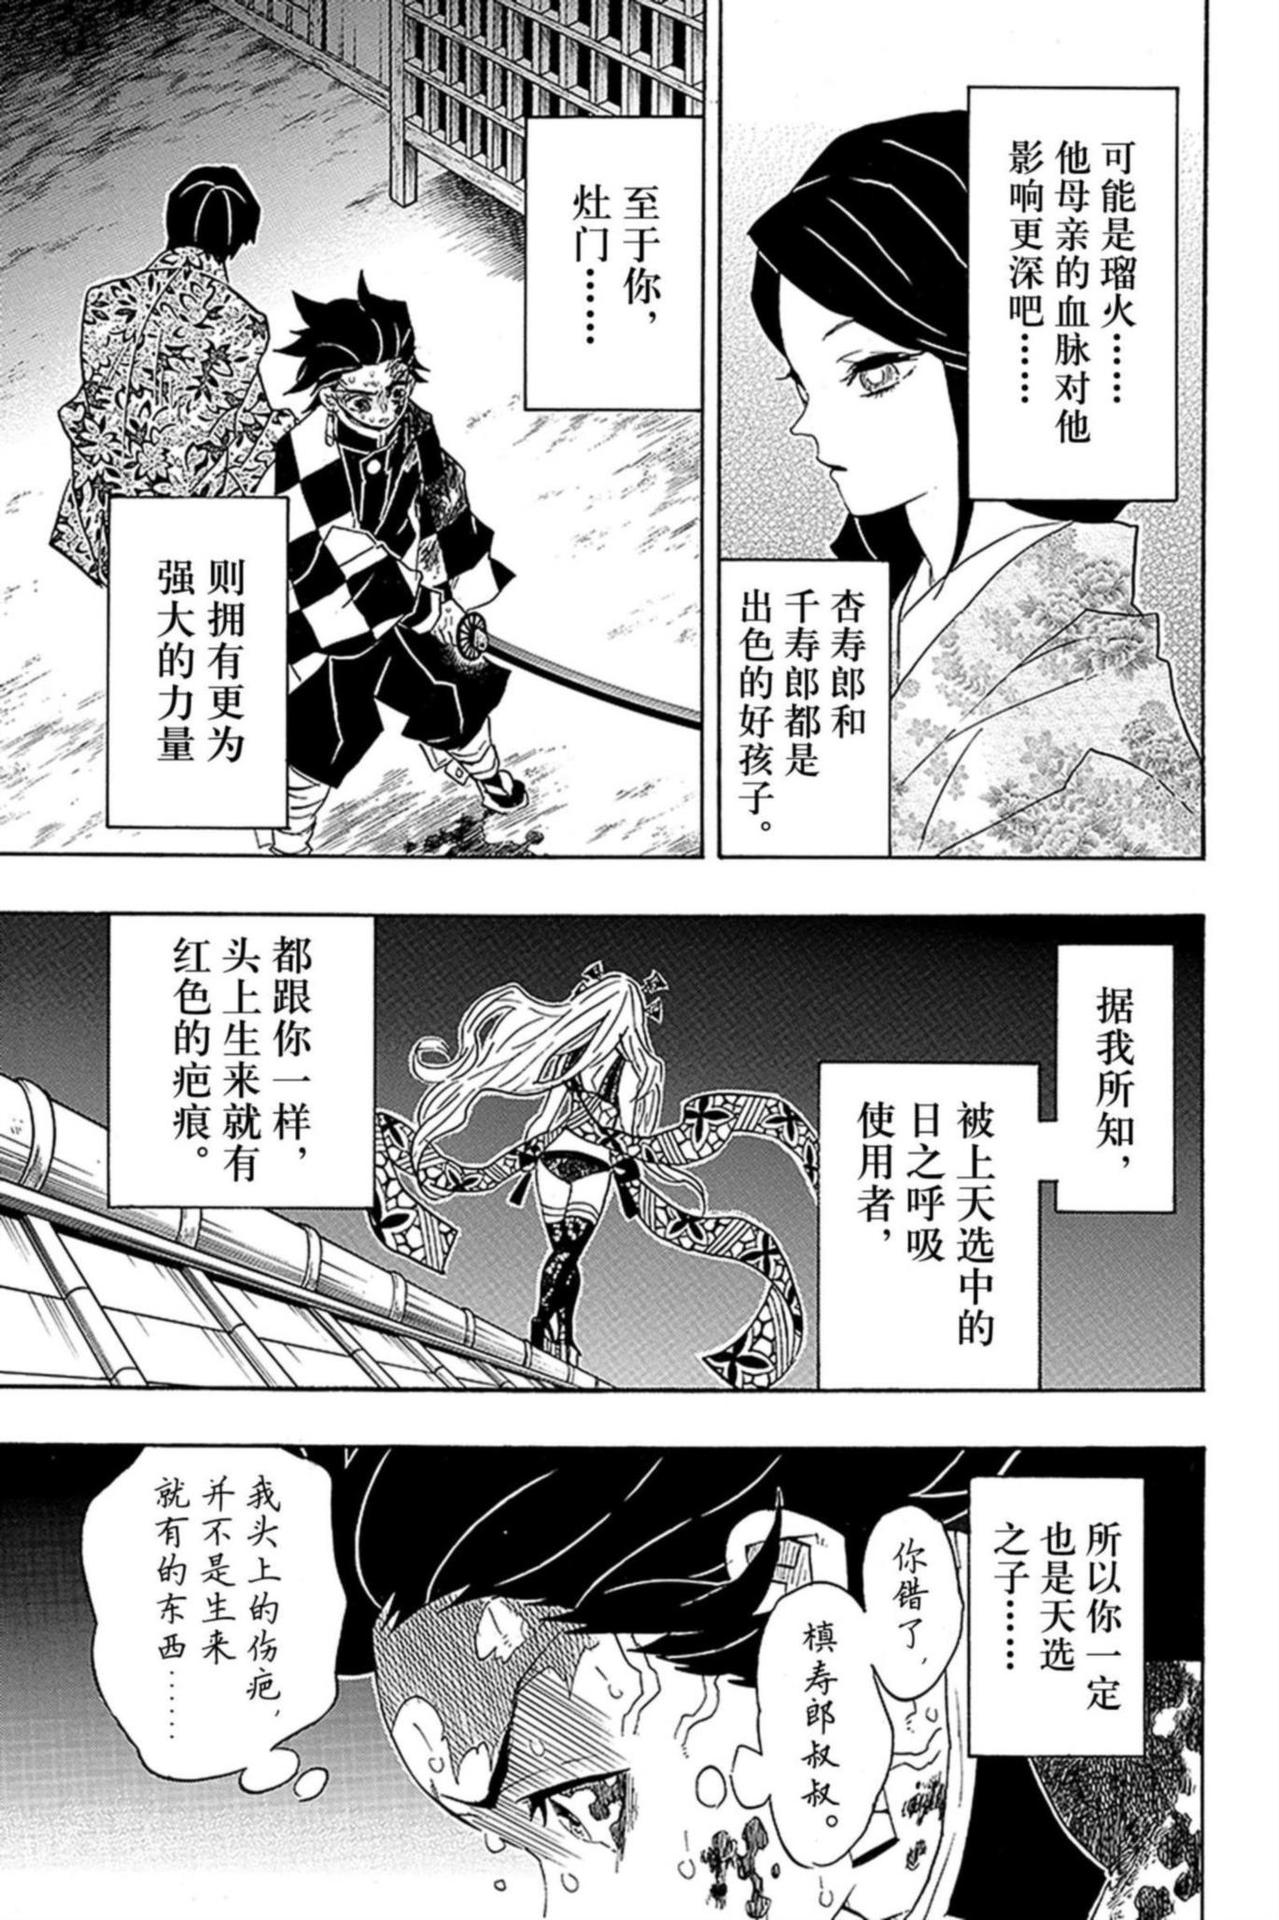 可能是瑠火……
他母亲的血脉对他
影响更深吧……
杏寿郎和
千寿郎都是
出色的好孩子。
至于你，
灶门……
则拥有更为
强大的力量
据我所知，
被上天选中的
日之呼吸
使用者，
都跟你一样，
头上生来就有
红色的疤痕。
所以你一定
也是天选
之子……
你错了，
槙寿郎叔叔。
我头上的伤疤，
并不是生来
就有的东西……